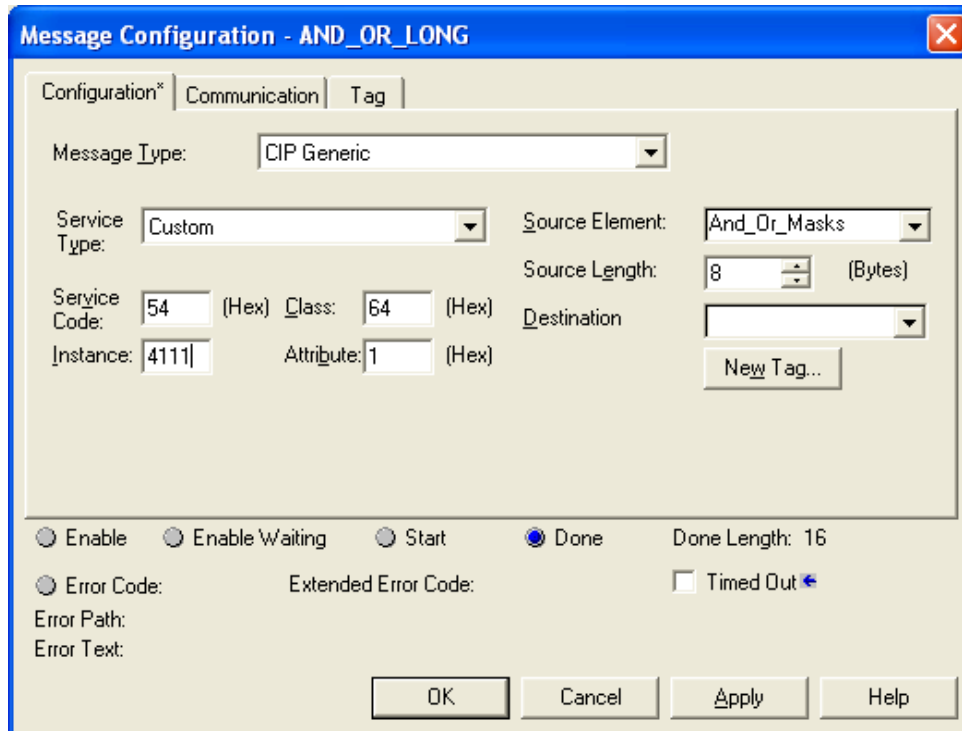 Message Configuration - AND_OR_LONG
Configuration* Communication Tag
Message Type: CIP Generic
Service Type: Custom
Source Element: And_Or_Masks
Source Length: 8 (Bytes)
Service Code: 54 (Hex) Class: 64 (Hex)
Destination
Instance: 4111 Attribute: 1 (Hex)
New Tag...
Enable Enable Waiting Start Done Done Length: 16
Error Code: Extended Error Code: Timed Out
Error Path:
Error Text:
OK Cancel Apply Help